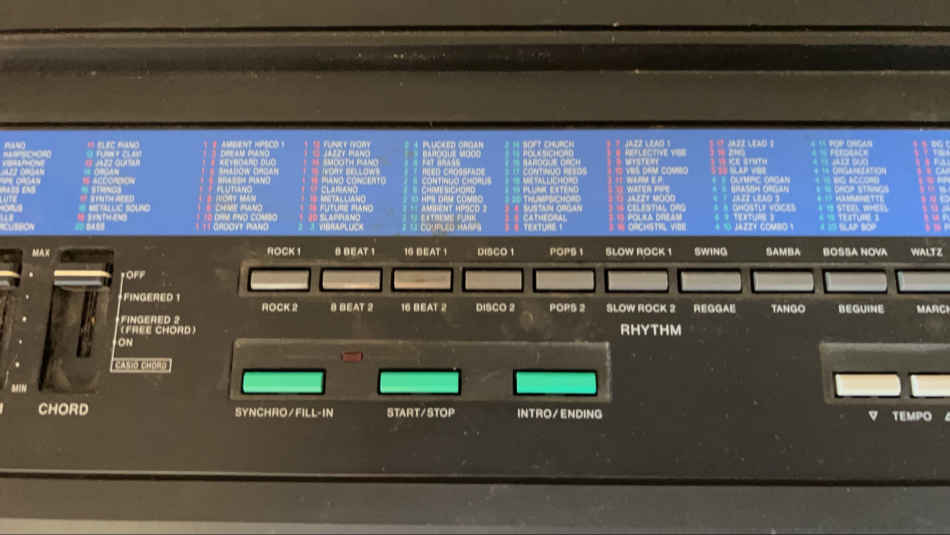 PIANO
HARPSICHORD
VIBRAPHONE
JAZZ VIBE
PIPE ORGAN
BRASS ENS
ELEC PIANO
FUNKY CLAVI
JAZZ GUITAR
ORGAN
ACCORDION
STRINGS
SYNTH-REED
METALLIC SOUND
SYNTH-ENS
20 BASS
AMBIENT HPSCD 1
DREAM PIANO
KEYBOARD DUO
SHADOW ORGAN
BRASSH PIANO
FLUTIANO
IVORY MAN
CHIME PIANO
DRM PNO COMBO
GROOVY PIANO
FUNKY IVORY
JAZZY PIANO
SMOOTH PIANO
IVORY BELLOWS
PIANO CONCERTO
CLARIANO
METALLIANO
FUTURE PIANO
SLAPPIANO
VIBRAPLUCK
PLUCKED ORGAN
BAROQUE MOOD
FAT BRASS
REED CROSSFADE
CONTINUO CHORUS
CHIMESICHORD
HPS DRM COMBO
AMBIENT HPSCD 2
EXTREME FUNK
COUPLED HARPS
SOFT CHURCH
FOLKSCHORD
BAROQUE ORCH
CONTINUO REEDS
METALLICHORD
PLUNK EXTEND
THUMPSICHORD
SUSTAIN ORGAN
CATHEDRAL
TEXTURE 1
JAZZ LEAD 1
REFLECTIVE VIBE
MYSTERY
VBS DRM COMBO
WARM E.P
WATER PIPE
JAZZY MOOD
CELESTIAL ORG
POLKA DREAM
ORCHSTRL VIBE
JAZZ LEAD 2
ZING
ICE SYNTH
SLAP VIBE
OLYMPIC ORGAN
BRASSH ORGAN
JAZZ LEAD 3
GHOSTLY VOICES
TEXTURE 2
JAZZY COMBO 1
POP ORGAN
FEEDBACK
JAZZ DUO
ORGANIZATION
BIG ACCORD
DROP STRINGS
HAMMINETTE
STEEL WHEEL
TEXTURE 3
SLAP BOP
MAX
MIN
OFF
FINGERED 1
FINGERED 2
(FREE CHORD)
ON
CASIO CHORD
CHORD
ROCK 1 8 BEAT 1 16 BEAT 1 DISCO 1 POPS 1 SLOW ROCK 1 SWING SAMBA BOSSA NOVA WALTZ
ROCK 2 8 BEAT 2 16 BEAT 2 DISCO 2 POPS 2 SLOW ROCK 2 REGGAE TANGO BEGUINE MARCH
RHYTHM
SYNCHRO/FILL-IN START/STOP INTRO/ENDING
▽ TEMPO